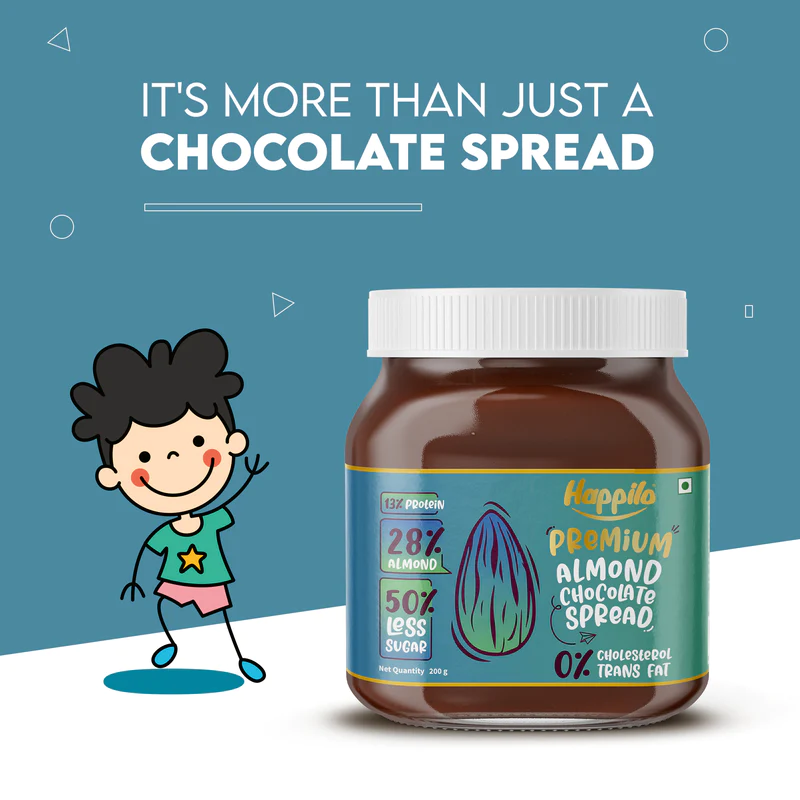 IT'S MORE THAN JUST A
CHOCOLATE SPREAD
13% PROTEIN
28%
ALMOND
50%
LESS
SUGAR
Net Quantity 200 g
Happilo
PREMIUM
ALMOND
CHOCOLATE
SPREAD
0% CHOLESTEROL
TRANS FAT